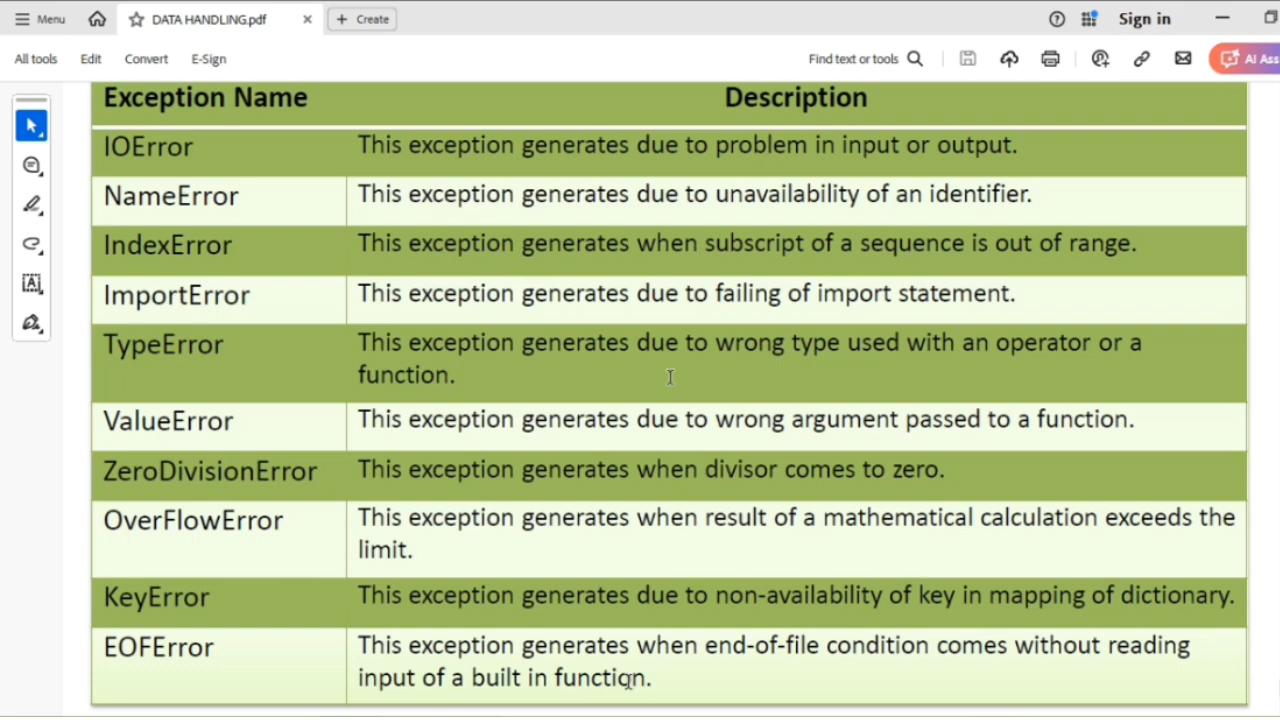 Menu
DATA HANDLING.pdf
Create
Sign in
All tools
Edit
Convert
E-Sign
Find text or tools
AI Ass
Exception Name
Description
IOError
This exception generates due to problem in input or output.
NameError
This exception generates due to unavailability of an identifier.
IndexError
This exception generates when subscript of a sequence is out of range.
ImportError
This exception generates due to failing of import statement.
TypeError
This exception generates due to wrong type used with an operator or a
function.
ValueError
This exception generates due to wrong argument passed to a function.
ZeroDivisionError
This exception generates when divisor comes to zero.
OverFlowError
This exception generates when result of a mathematical calculation exceeds the
limit.
KeyError
This exception generates due to non-availability of key in mapping of dictionary.
EOFError
This exception generates when end-of-file condition comes without reading
input of a built in function.